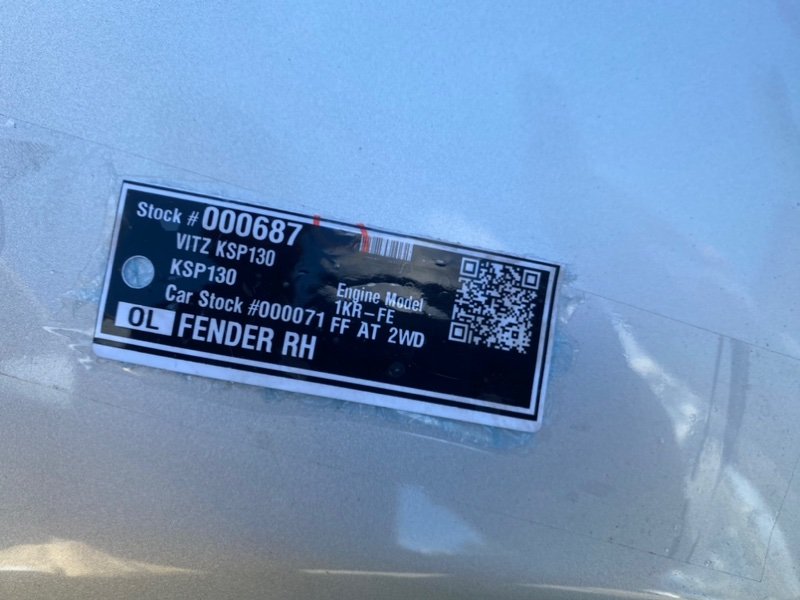 Stock # 000687
VITZ KSP130
KSP130
Car Stock #000071
OL FENDER RH
Engine Model
1KR-FE
FF AT 2WD